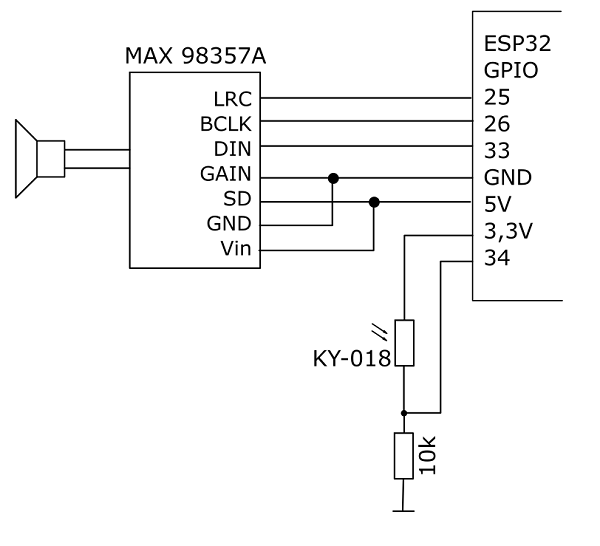 MAX 98357A
LRC
BCLK
DIN
GAIN
SD
GND
Vin
ESP32
GPIO
25
26
33
GND
5V
3,3V
34
KY-018
10k